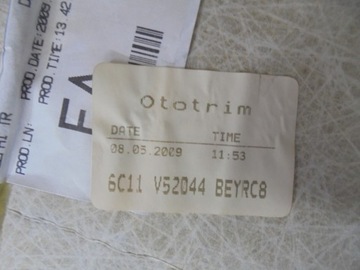 Ototrim
DATE TIME
08.05.2009 11:53
6C11 V52044 BEYRC8
PROD.DATE:2009
PROD.TIME:13.42
PROD.LN: